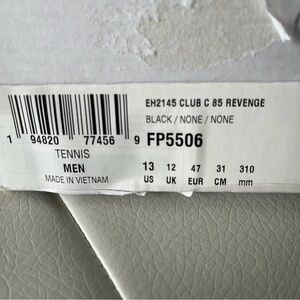 EH2145 CLUB C 85 REVENGE
BLACK / NONE / NONE
1 94820 77456 9
FP5506
TENNIS
MEN
MADE IN VIETNAM
13 12 47 31 310
US UK EUR CM mm